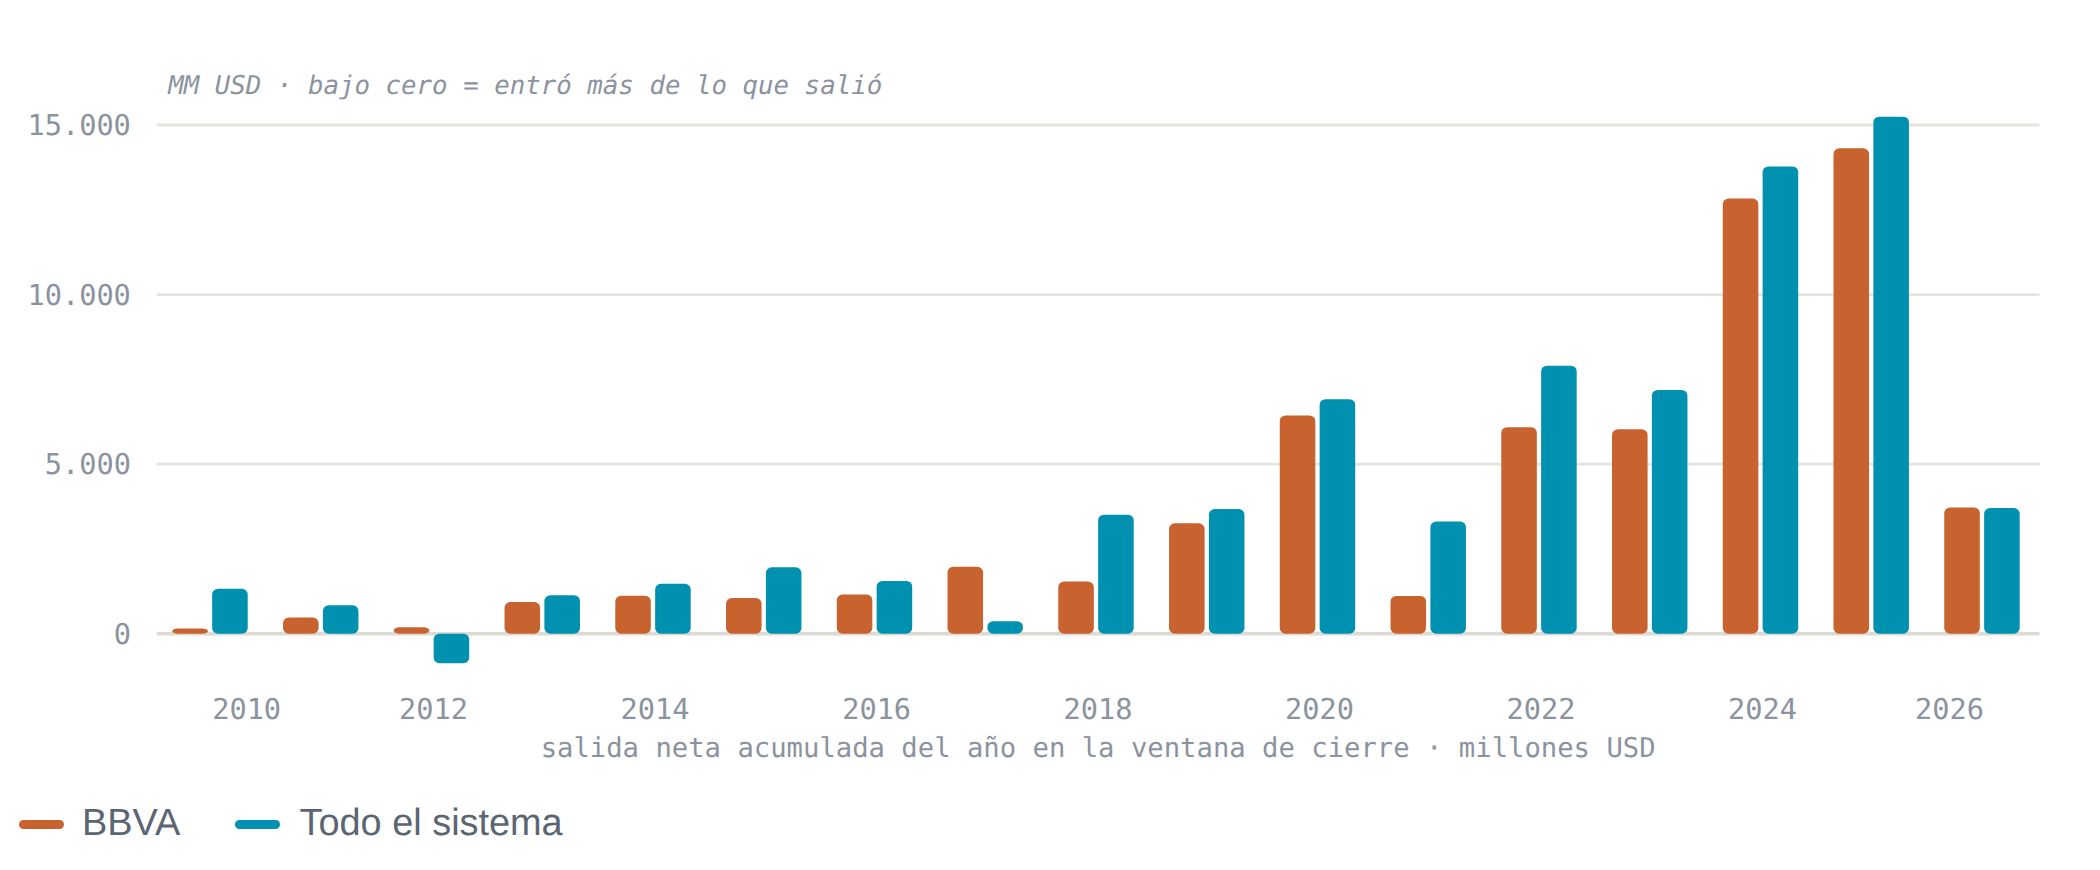 MM USD · bajo cero = entró más de lo que salió
15.000
10.000
5.000
0
2010 2012 2014 2016 2018 2020 2022 2024 2026
salida neta acumulada del año en la ventana de cierre · millones USD
BBVA Todo el sistema